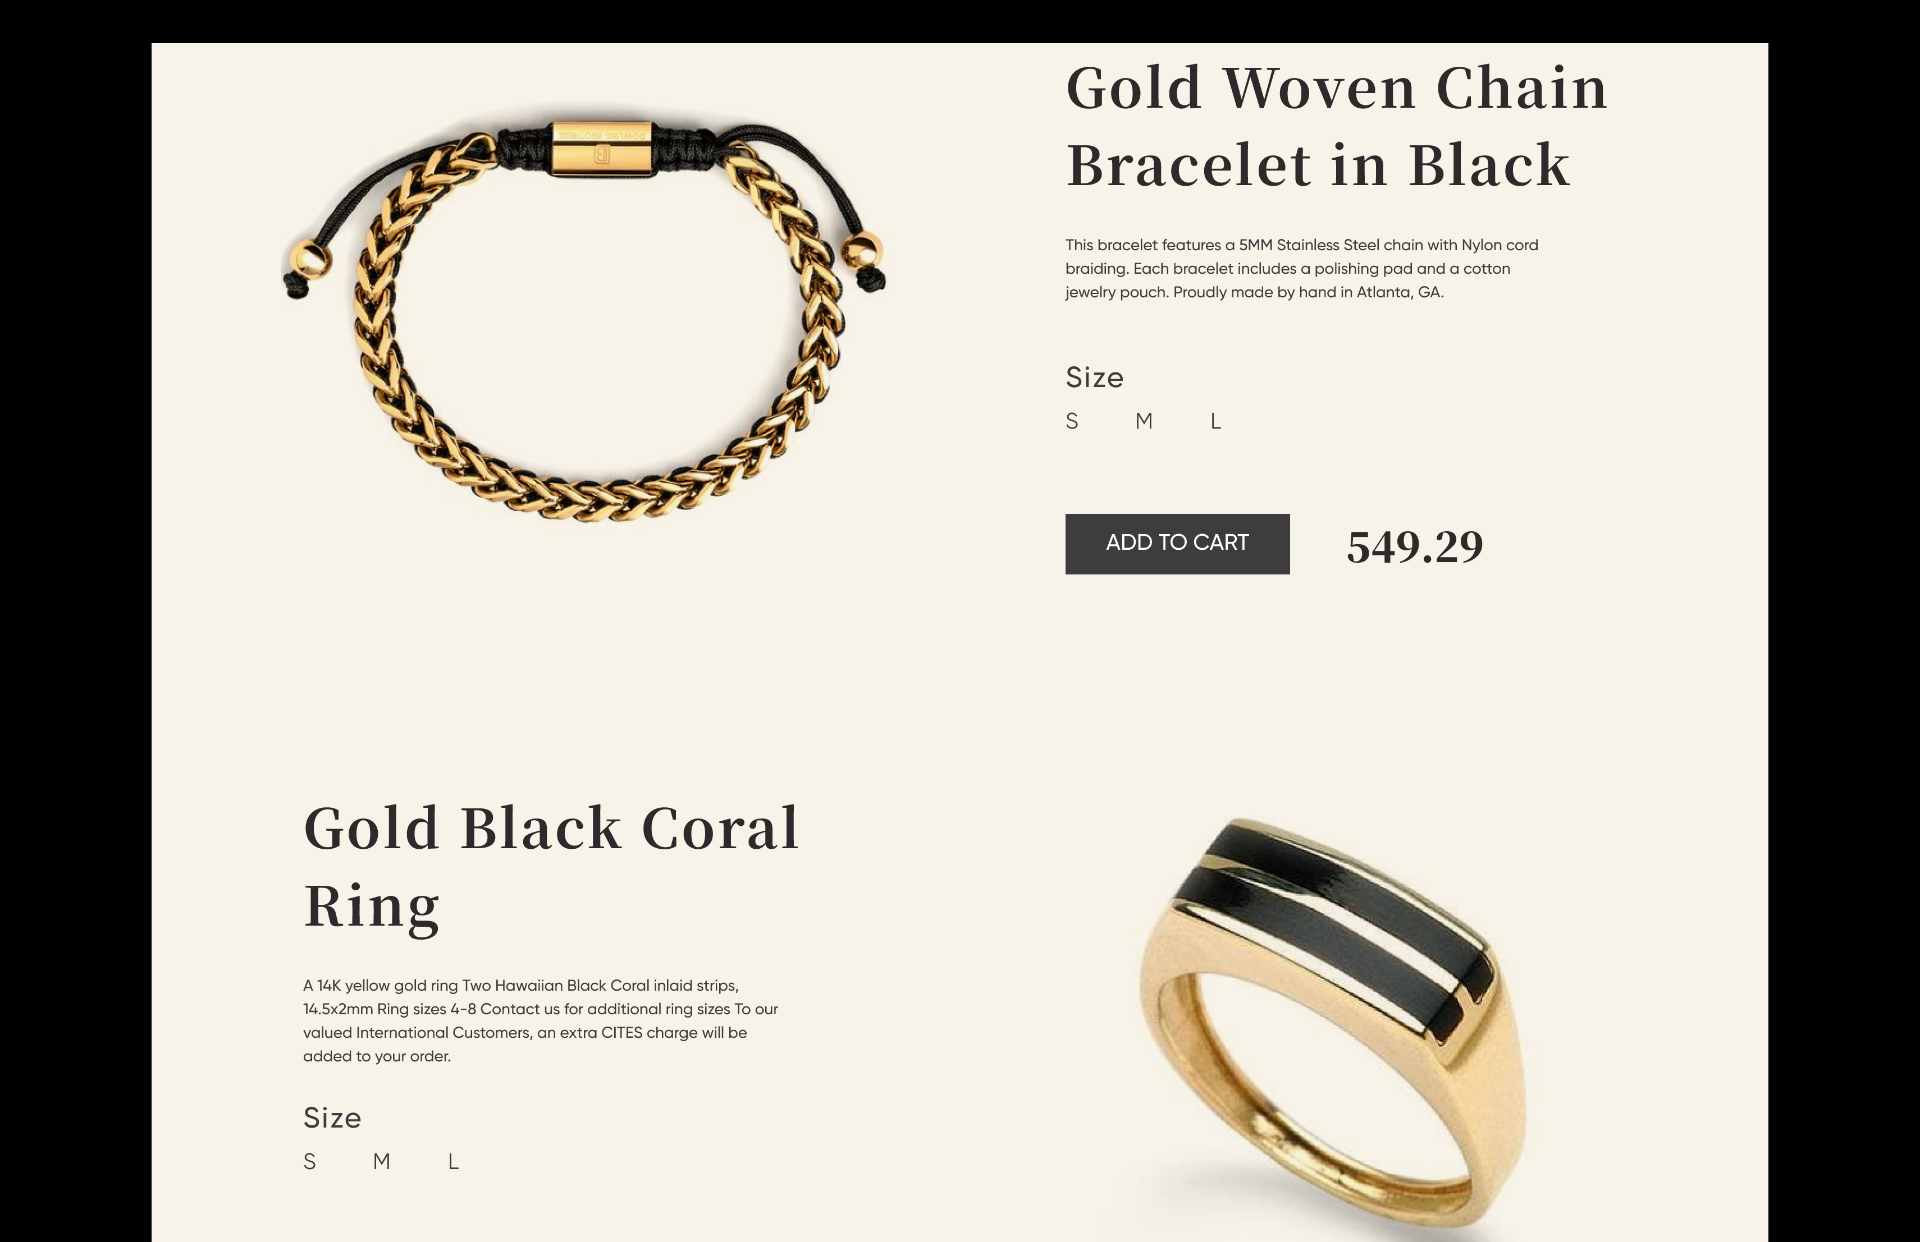 DOWLING BROTHERS
Gold Woven Chain
Bracelet in Black
This bracelet features a 5MM Stainless Steel chain with Nylon cord
braiding. Each bracelet includes a polishing pad and a cotton
jewelry pouch. Proudly made by hand in Atlanta, GA.
Size
S M L
ADD TO CART 549.29
Gold Black Coral
Ring
A 14K yellow gold ring Two Hawaiian Black Coral inlaid strips,
14.5x2mm Ring sizes 4-8 Contact us for additional ring sizes To our
valued International Customers, an extra CITES charge will be
added to your order.
Size
S M L